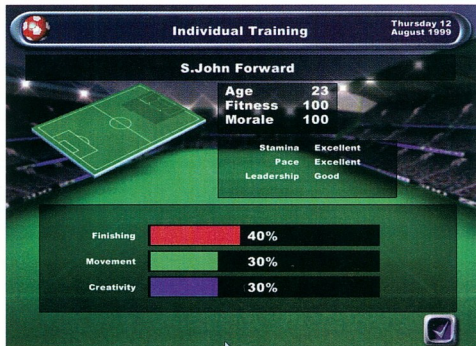 Individual Training
Thursday 12
August 1999
S.John Forward
Age 23
Fitness 100
Morale 100
Stamina Excellent
Pace Excellent
Leadership Good
Finishing 40%
Movement 30%
Creativity 30%